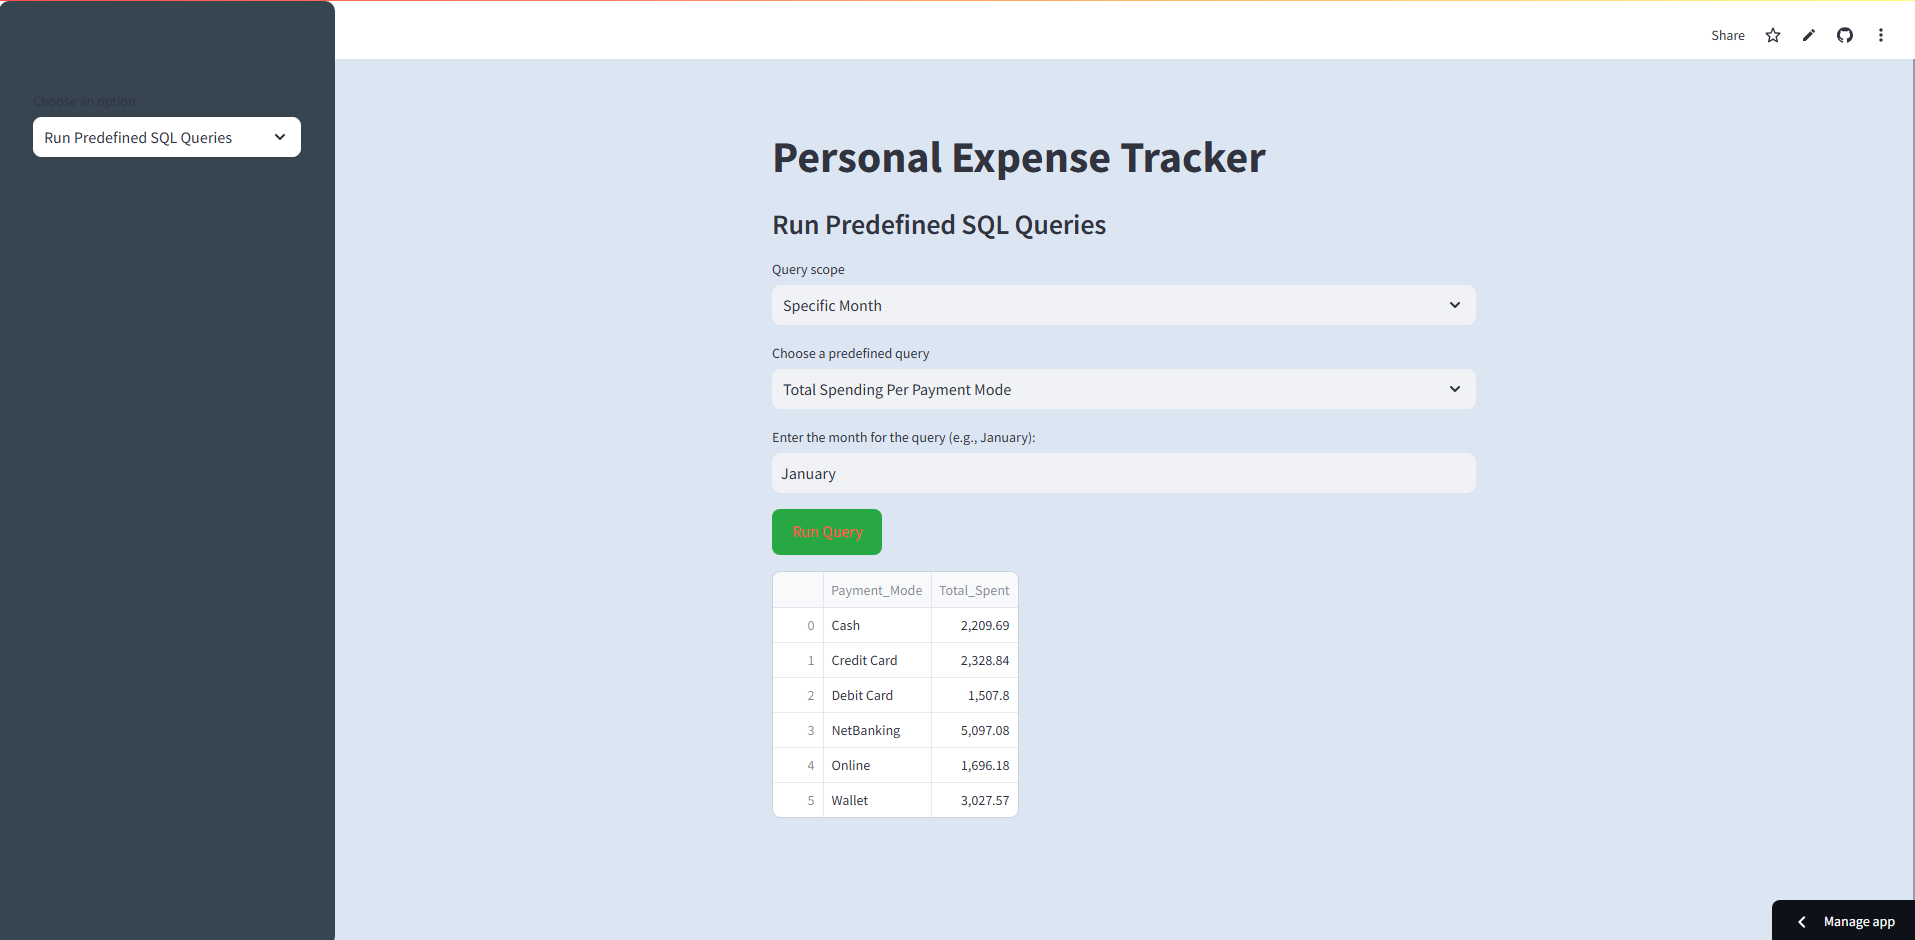 Share
Choose an option
Run Predefined SQL Queries
Personal Expense Tracker
Run Predefined SQL Queries
Query scope
Specific Month
Choose a predefined query
Total Spending Per Payment Mode
Enter the month for the query (e.g., January):
January
Run Query
Payment_Mode Total_Spent
0 Cash 2,209.69
1 Credit Card 2,328.84
2 Debit Card 1,507.8
3 NetBanking 5,097.08
4 Online 1,696.18
5 Wallet 3,027.57
Manage app